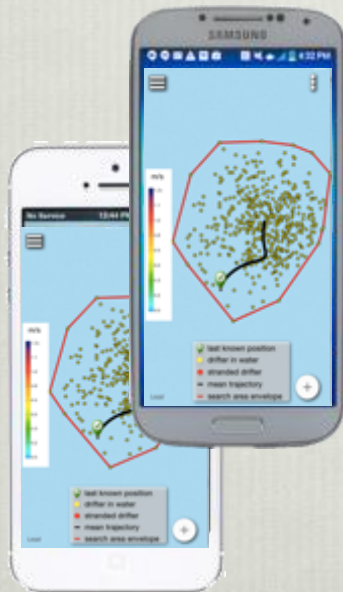 SAMSUNG
4:32 PM
m/s
last known position
drifter in water
stranded drifter
mean trajectory
search area envelope
No Service
12:44 PM
m/s
last known position
drifter in water
stranded drifter
mean trajectory
search area envelope